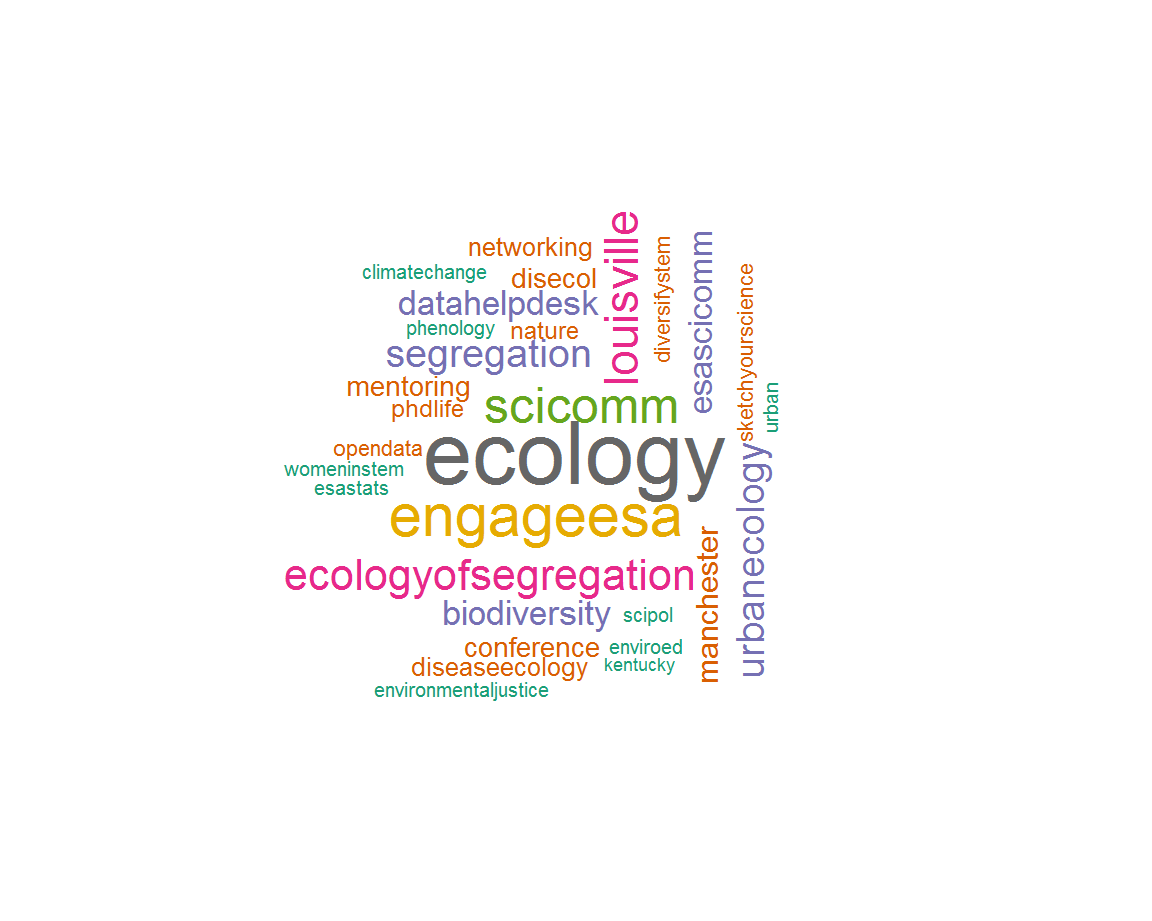 networking
climatechange
disecol
datahelpdesk
phenology
nature
segregation
louisville
diversifystem
esascicomm
sketchyourscience
urban
mentoring
phdlife
scicomm
ecology
opendata
womeninstem
esastats
engageesa
ecologyofsegregation
manchester
urbanecology
biodiversity
scipol
conference
enviroed
diseaseecology
kentucky
environmentaljustice